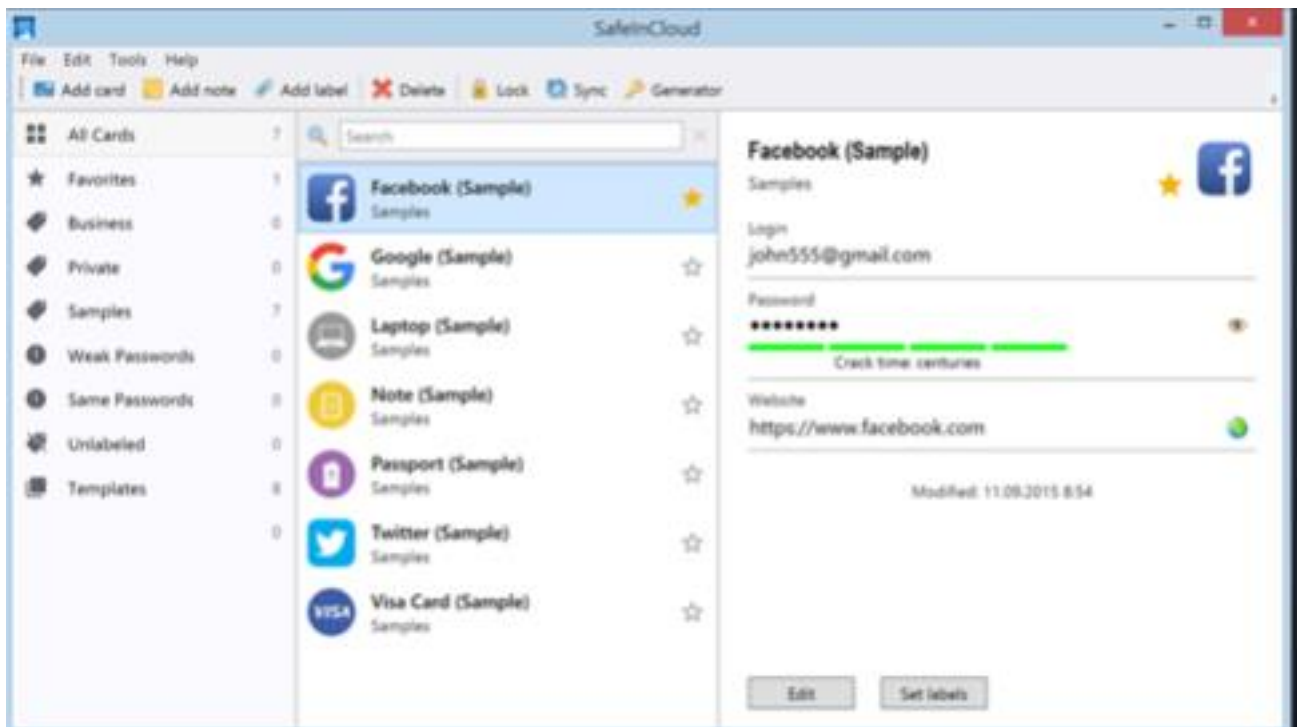 SafeInCloud
File Edit Tools Help
Add card Add note Add label Delete Lock Sync Generator
All Cards 7
Favorites 1
Business 0
Private 0
Samples 7
Weak Passwords 0
Same Passwords 0
Unlabeled 0
Templates 8
0
Search
Facebook (Sample)
Samples
Google (Sample)
Samples
Laptop (Sample)
Samples
Note (Sample)
Samples
Passport (Sample)
Samples
Twitter (Sample)
Samples
VISA
Visa Card (Sample)
Samples
Facebook (Sample)
Samples
Login
john555@gmail.com
Password
••••••••
Crack time: centuries
Website
https://www.facebook.com
Modified: 11.09.2015 8:54
Edit Set labels